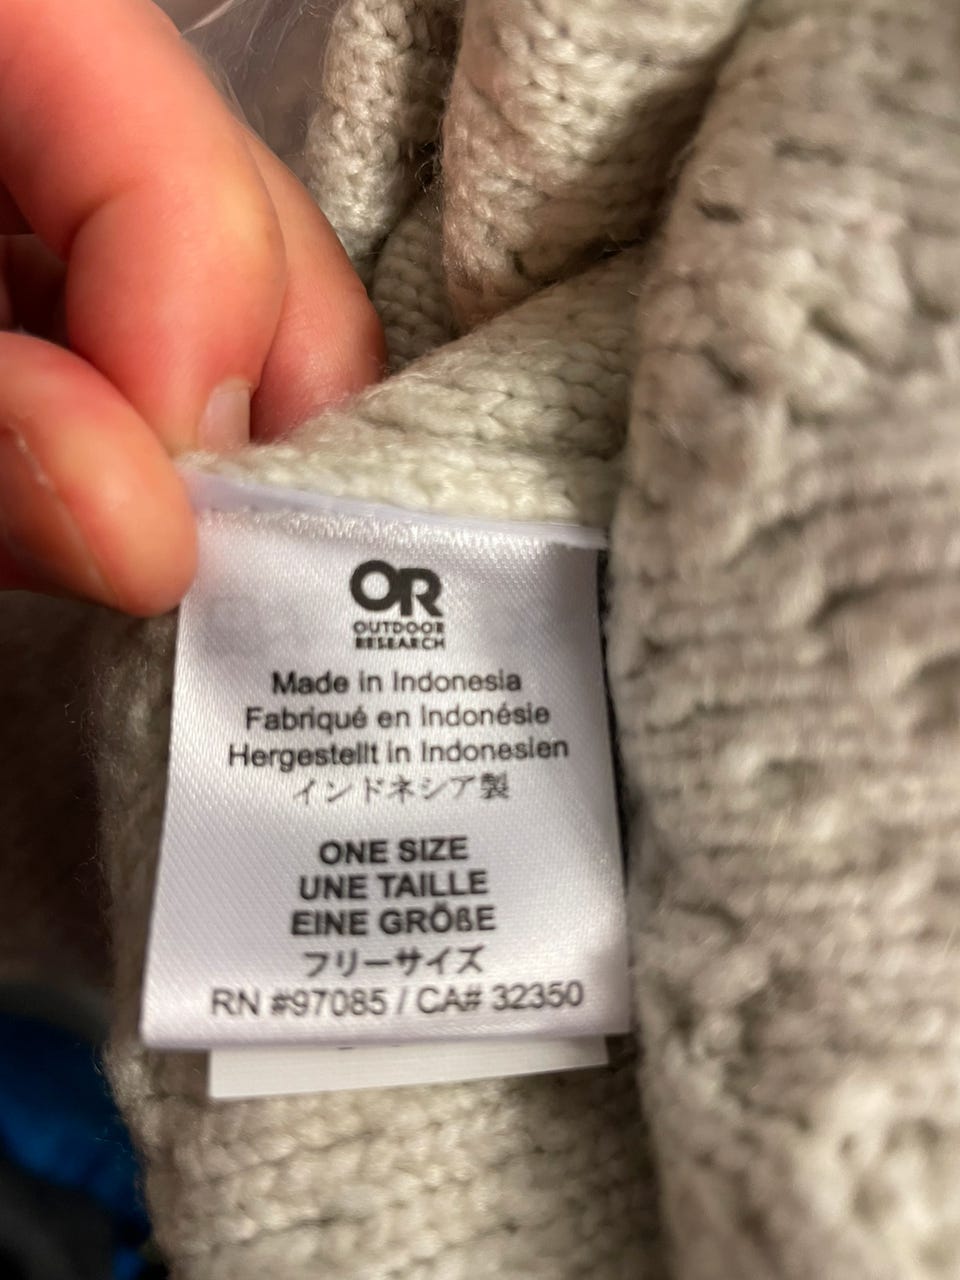 OR
OUTDOOR
RESEARCH
Made in Indonesia
Fabriqué en Indonésie
Hergestellt in Indonesien
インドネシア製
ONE SIZE
UNE TAILLE
EINE GRÖßE
フリーサイズ
RN #97085 / CA# 32350